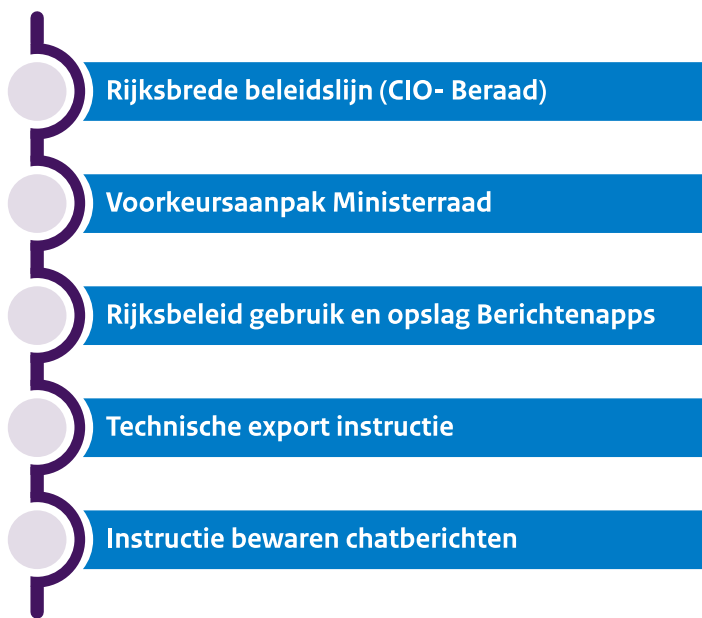 Rijksbrede beleidslijn (CIO- Beraad)
Voorkeursaanpak Ministerraad
Rijksbeleid gebruik en opslag Berichtenapps
Technische export instructie
Instructie bewaren chatberichten